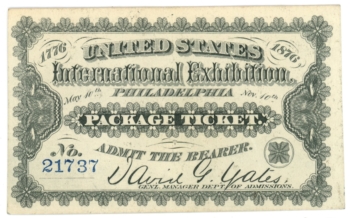 1776 UNITED STATES 1876
International Exhibition.
PHILADELPHIA
May 10th Nov. 10th
PACKAGE TICKET.
ADMIT THE BEARER.
No.
21737
David G. Yates.
GENL. MANAGER DEPT. OF ADMISSIONS.